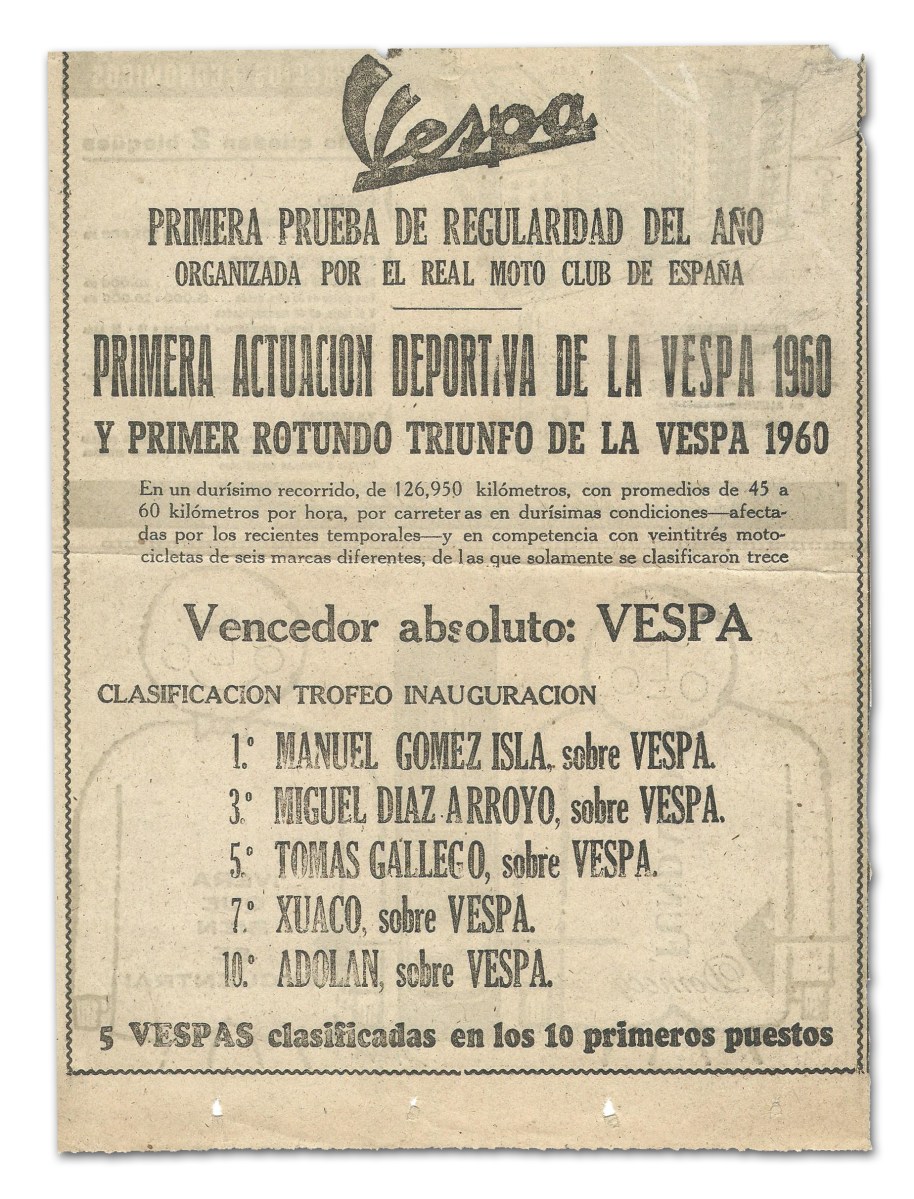 Vespa
PRIMERA PRUEBA DE REGULARIDAD DEL AÑO
ORGANIZADA POR EL REAL MOTO CLUB DE ESPAÑA
PRIMERA ACTUACION DEPORTIVA DE LA VESPA 1960
Y PRIMER ROTUNDO TRIUNFO DE LA VESPA 1960
En un durísimo recorrido, de 126,950 kilómetros, con promedios de 45 a
60 kilómetros por hora, por carreteras en durísimas condiciones—afecta-
das por los recientes temporales—y en competencia con veintitrés moto-
cicletas de seis marcas diferentes, de las que solamente se clasificaron trece
Vencedor absoluto: VESPA
CLASIFICACION TROFEO INAUGURACION
1.º MANUEL GOMEZ ISLA, sobre VESPA.
3.º MIGUEL DIAZ ARROYO, sobre VESPA.
5.º TOMAS GALLEGO, sobre VESPA.
7.º XUACO, sobre VESPA.
10.º ADOLAN, sobre VESPA.
5 VESPAS clasificadas en los 10 primeros puestos